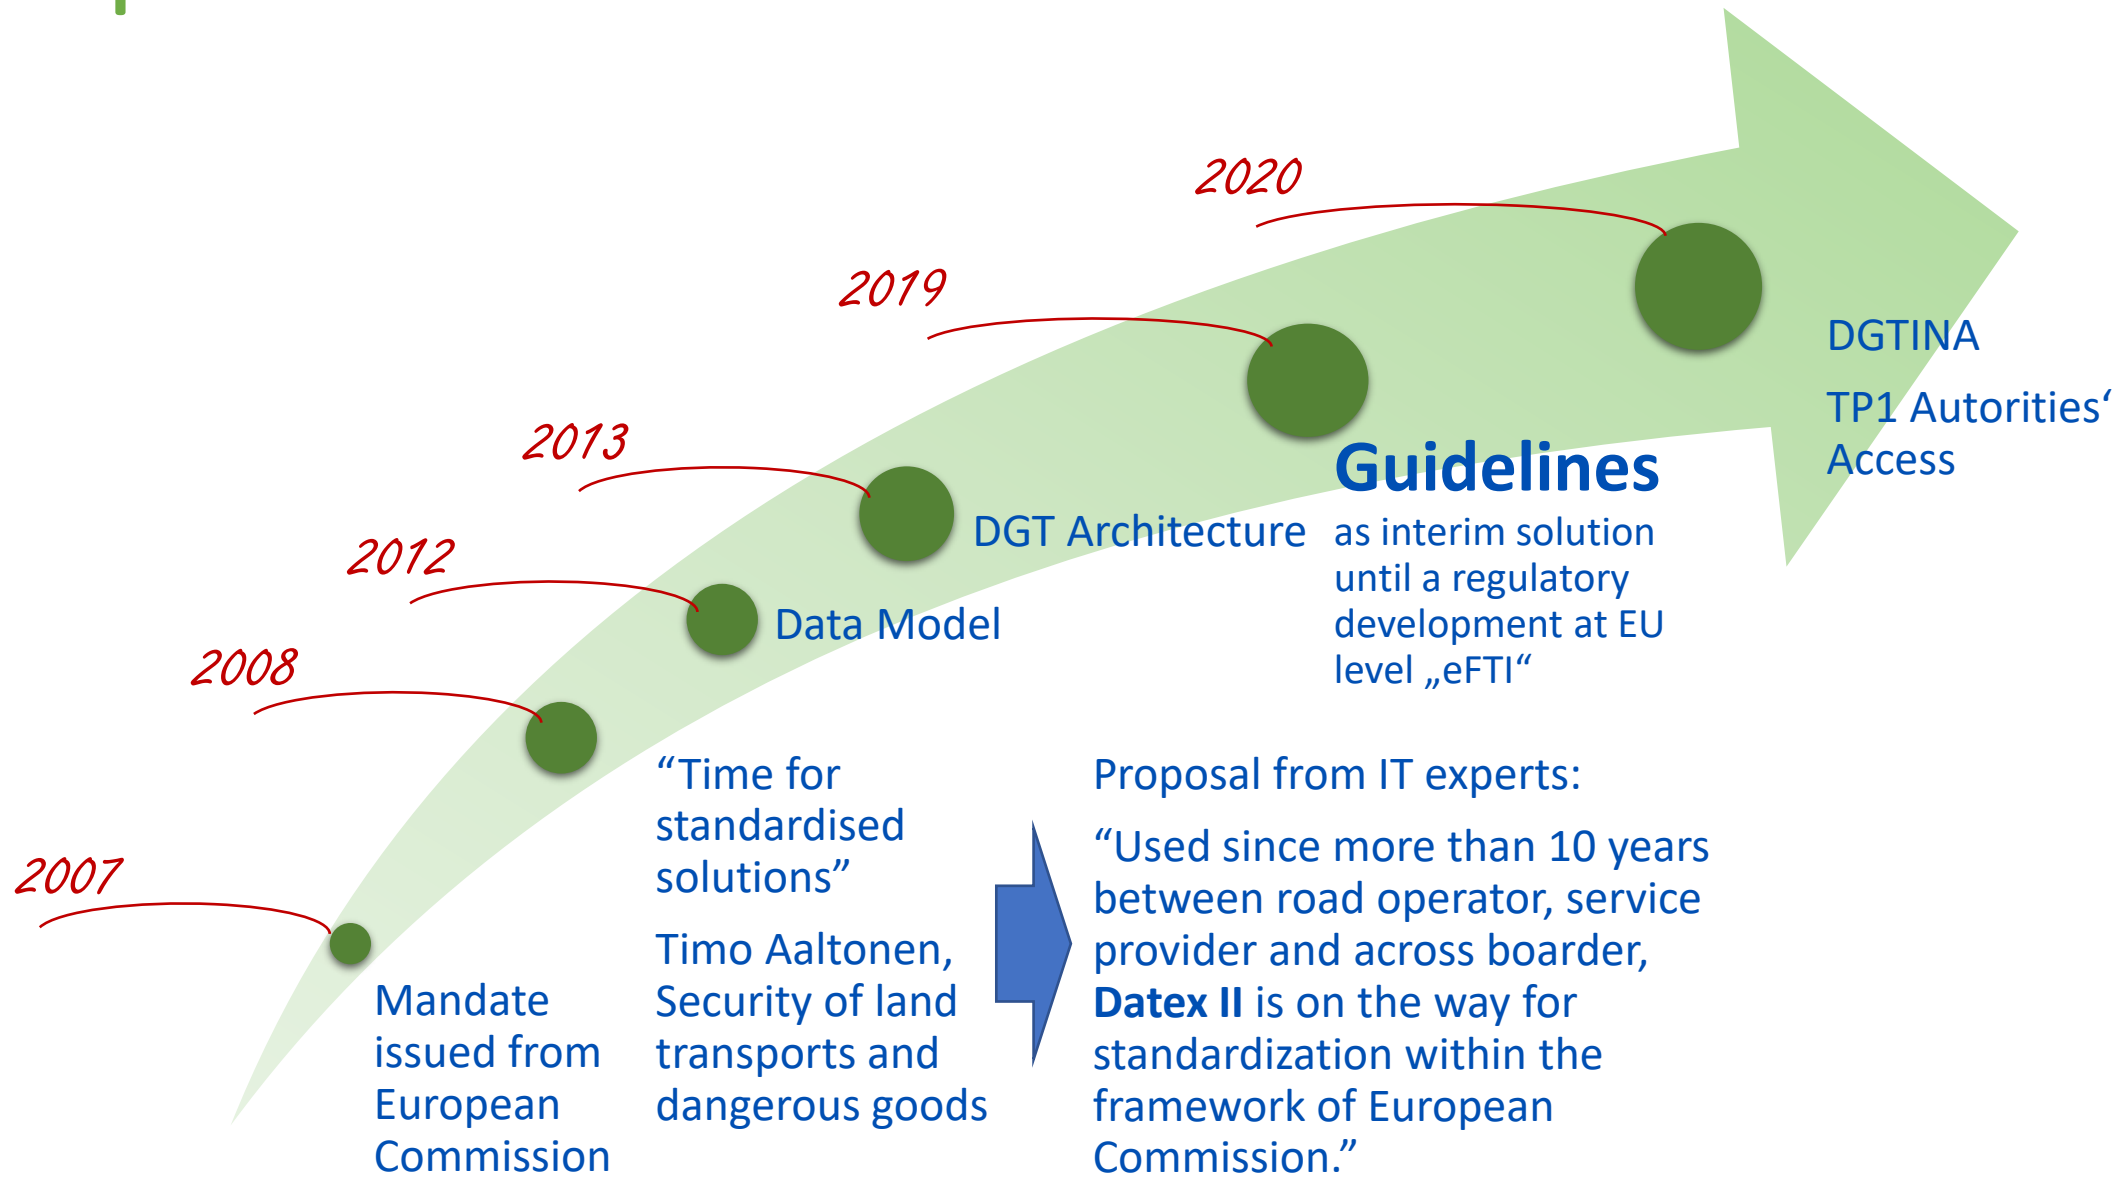 2007
Mandate
issued from
European
Commission
2008
“Time for
standardised
solutions”
Timo Aaltonen,
Security of land
transports and
dangerous goods
Proposal from IT experts:
“Used since more than 10 years
between road operator, service
provider and across boarder,
Datex II is on the way for
standardization within the
framework of European
Commission.”
2012
Data Model
2013
DGT Architecture
2019
Guidelines
as interim solution
until a regulatory
development at EU
level „eFTI“
2020
DGTINA
TP1 Autorities‘
Access